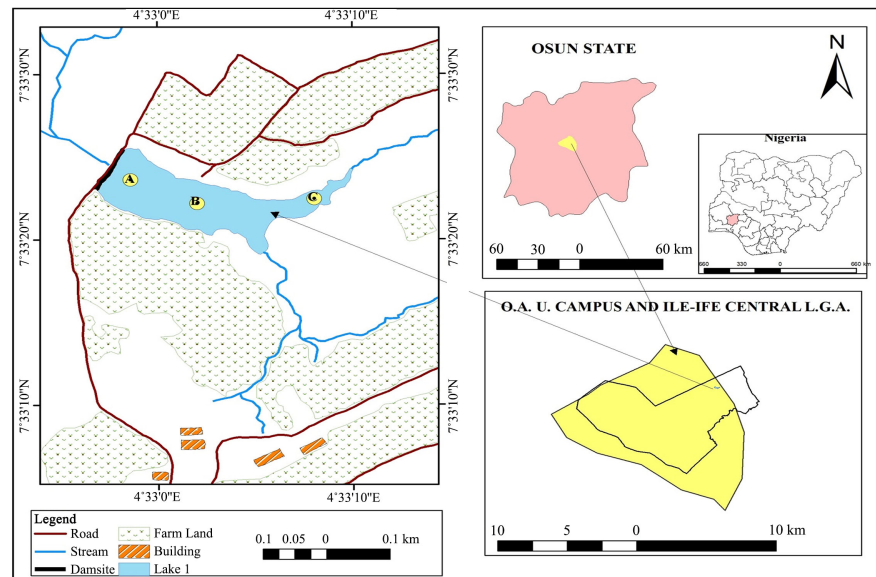 4°33'0"E 4°33'10"E
7°33'30"N 7°33'30"N
7°33'20"N 7°33'20"N
7°33'10"N 7°33'10"N
A
B
C
4°33'0"E 4°33'10"E
Legend
Road
Stream
Damsite
Farm Land
Building
Lake 1
0.1 0.05 0 0.1 km
OSUN STATE
N
60 30 0 60 km
Nigeria
660 330 0 660 km
O.A. U. CAMPUS AND ILE-IFE CENTRAL L.G.A.
10 5 0 10 km